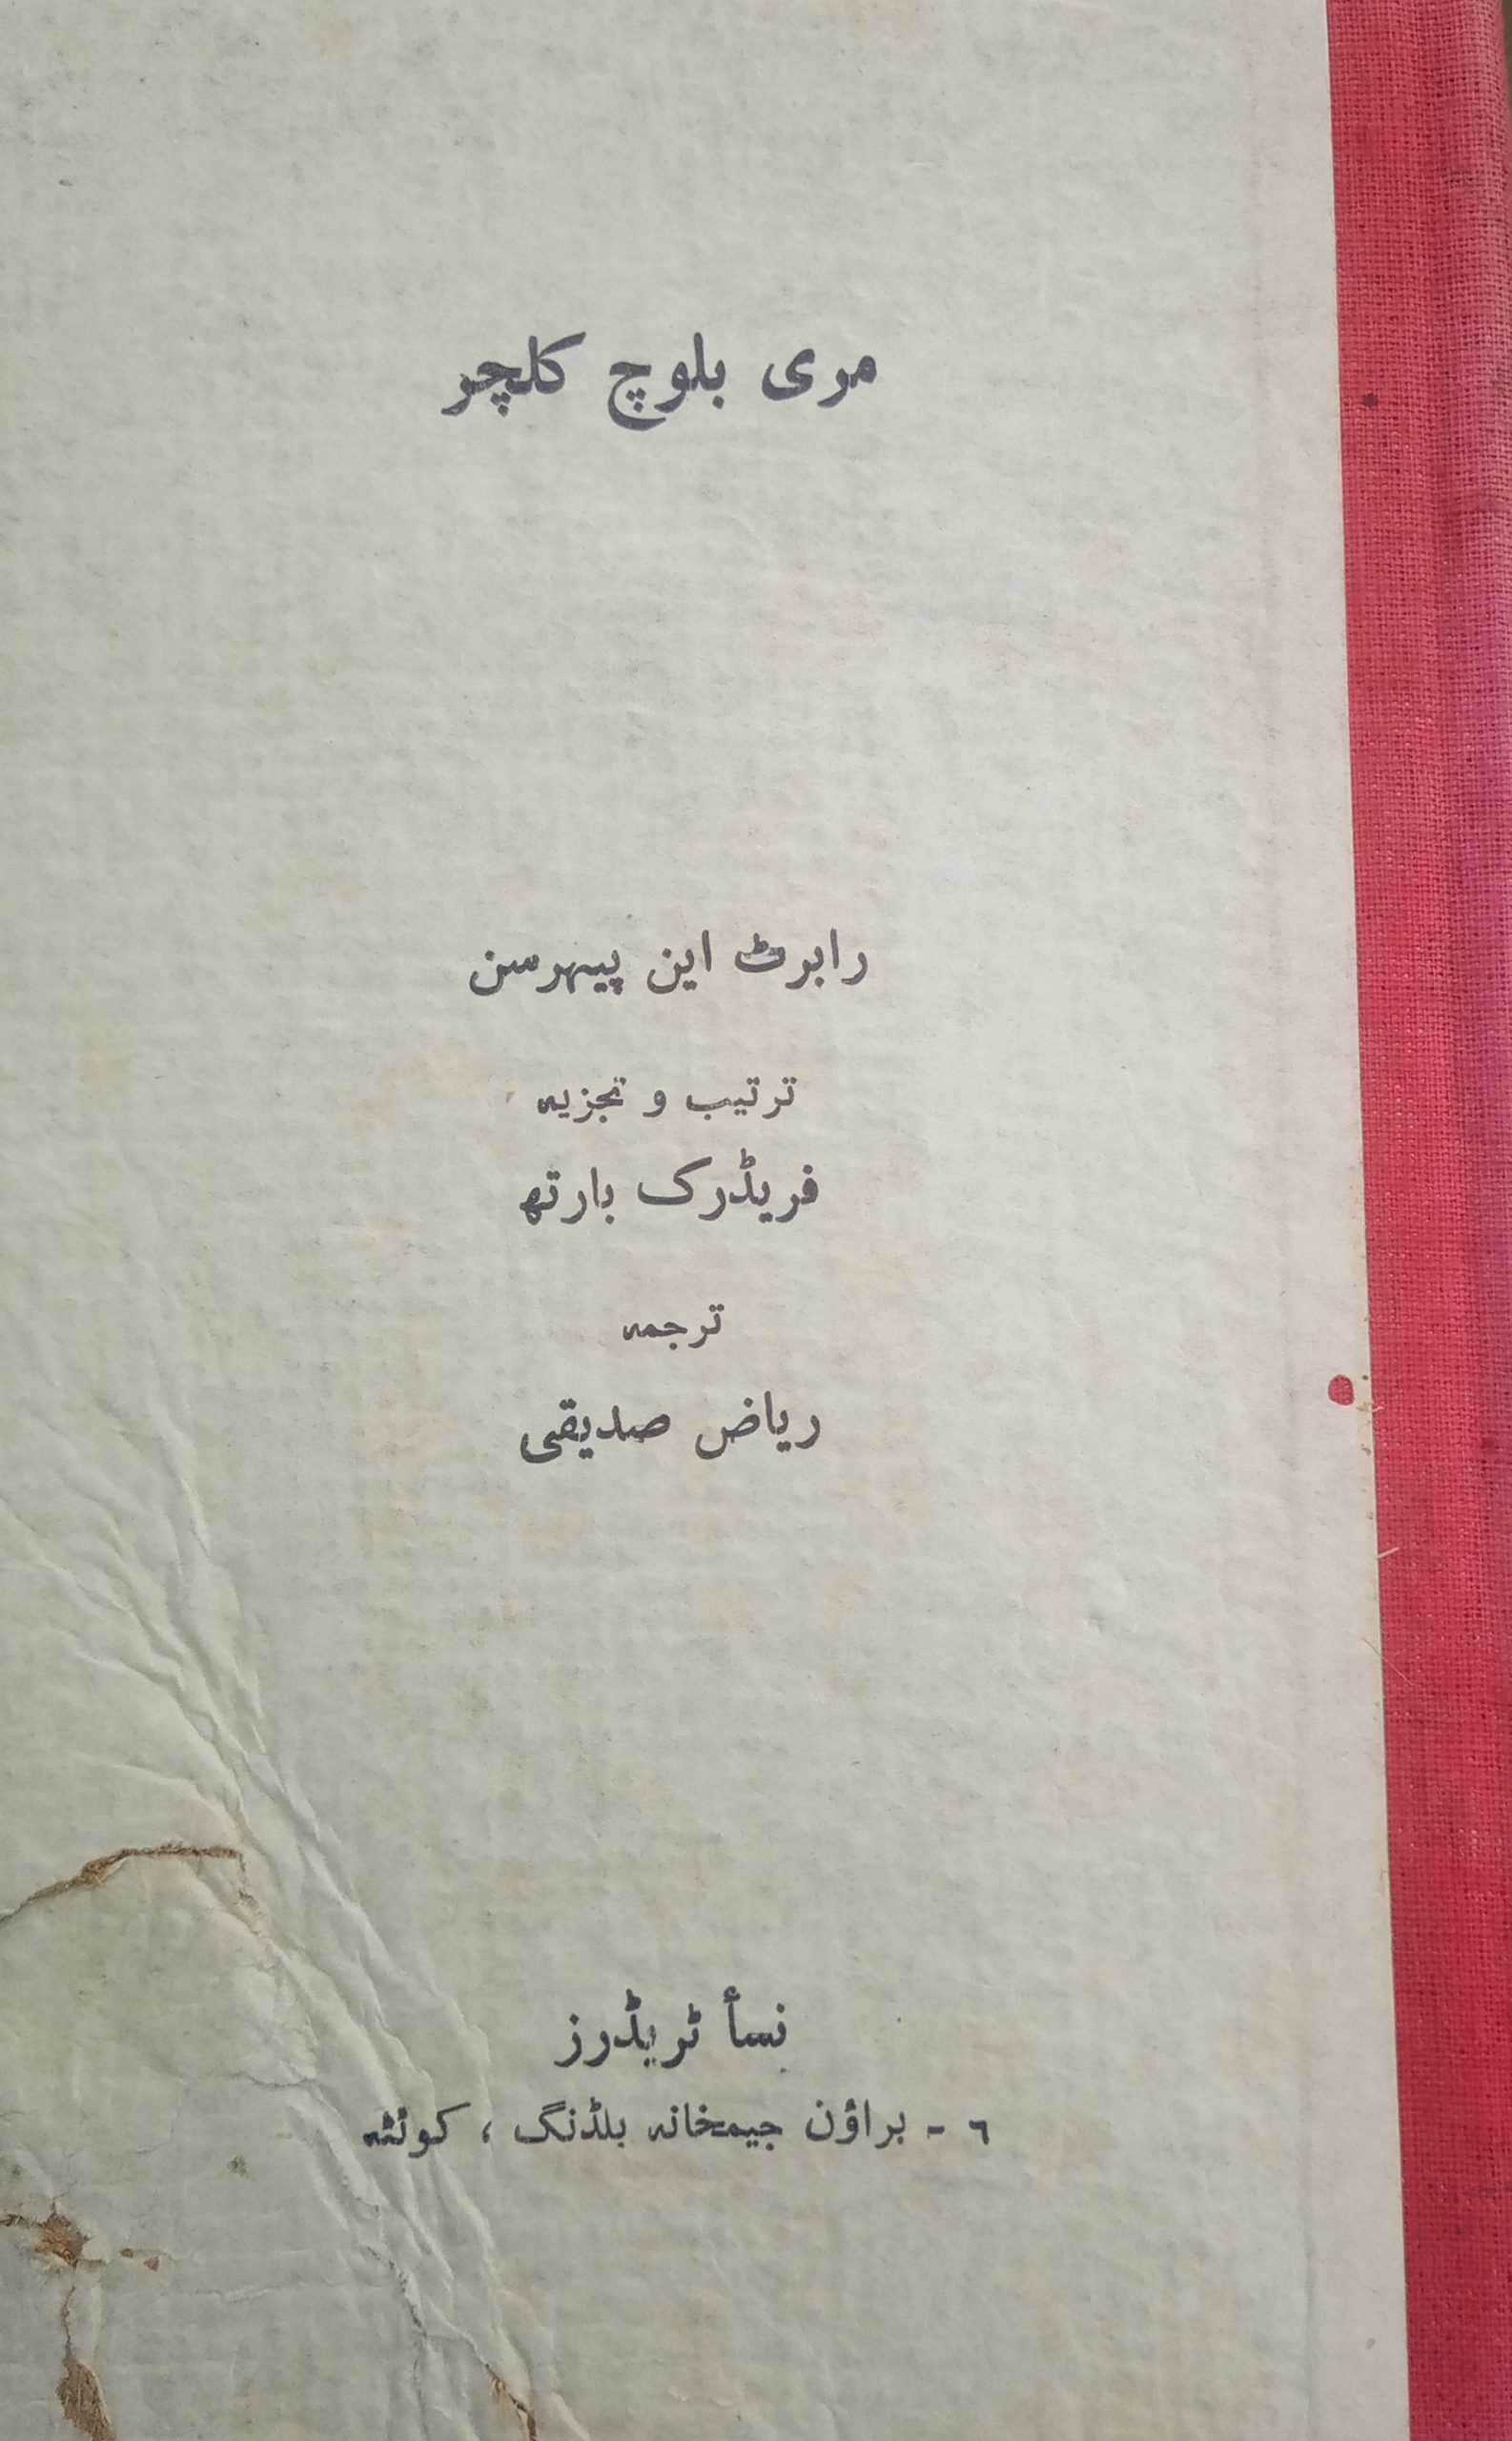 مری بلوچ کلچر
رابرٹ این پیہرسن
ترتیب و تجزیہ
فریڈرک بارتھ
ترجمہ
ریاض صدیقی
نسأ ٹریڈرز
٦ - براؤن جیمخانہ بلڈنگ ، کوئٹہ